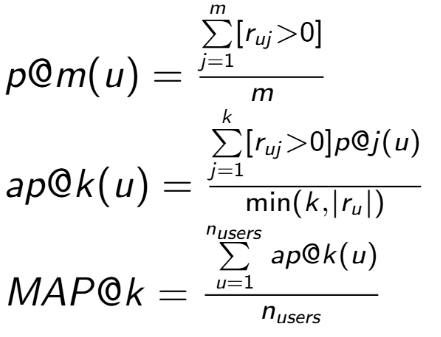 p@m(u) = \frac{\sum_{j=1}^{m}[r_{uj}>0]}{m}
ap@k(u) = \frac{\sum_{j=1}^{k}[r_{uj}>0]p@j(u)}{\min(k,|r_u|)}
MAP@k = \frac{\sum_{u=1}^{n_{users}} ap@k(u)}{n_{users}}